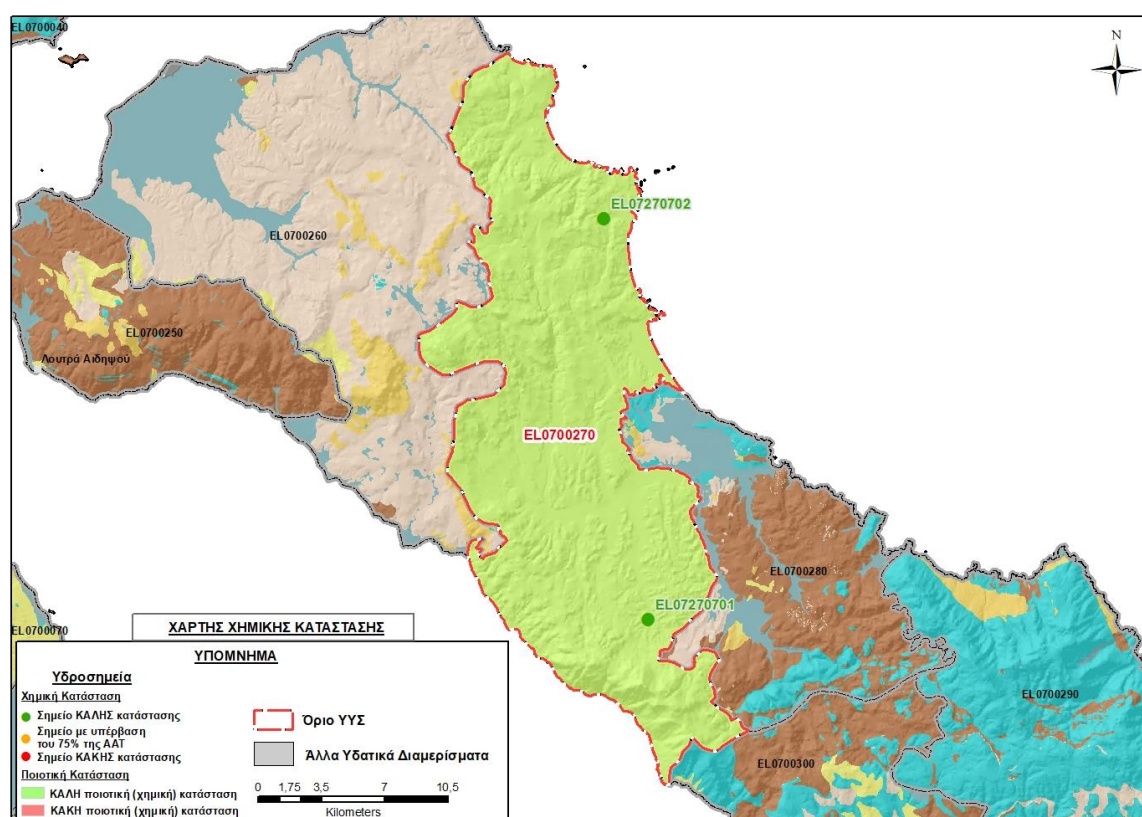 EL0700040
N
EL07270702
EL0700260
EL0700250
Λουτρά Αιδηψού
EL0700270
EL0700280
EL07270701
EL0700070
EL0700290
EL0700300
ΧΑΡΤΗΣ ΧΗΜΙΚΗΣ ΚΑΤΑΣΤΑΣΗΣ
ΥΠΟΜΝΗΜΑ
Υδροσημεία
Χημική Κατάσταση
Σημείο ΚΑΛΗΣ κατάστασης
Σημείο με υπέρβαση
του 75% της ΑΑΤ
Σημείο ΚΑΚΗΣ κατάστασης
Ποιοτική Κατάσταση
ΚΑΛΗ ποιοτική (χημική) κατάσταση
ΚΑΚΗ ποιοτική (χημική) κατάσταση
Όριο ΥΥΣ
Άλλα Υδατικά Διαμερίσματα
0 1,75 3,5 7 10,5
Kilometers